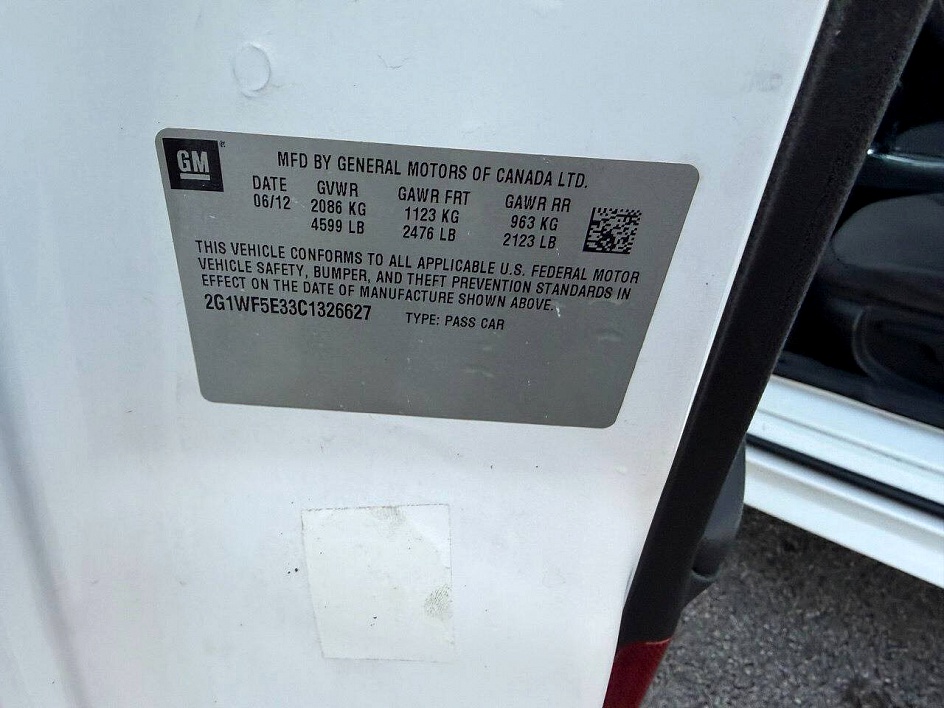 GM
MFD BY GENERAL MOTORS OF CANADA LTD.
DATE GVWR GAWR FRT GAWR RR
06/12 2086 KG 1123 KG 963 KG
4599 LB 2476 LB 2123 LB
THIS VEHICLE CONFORMS TO ALL APPLICABLE U.S. FEDERAL MOTOR
VEHICLE SAFETY, BUMPER, AND THEFT PREVENTION STANDARDS IN
EFFECT ON THE DATE OF MANUFACTURE SHOWN ABOVE.
2G1WF5E33C1326627 TYPE: PASS CAR